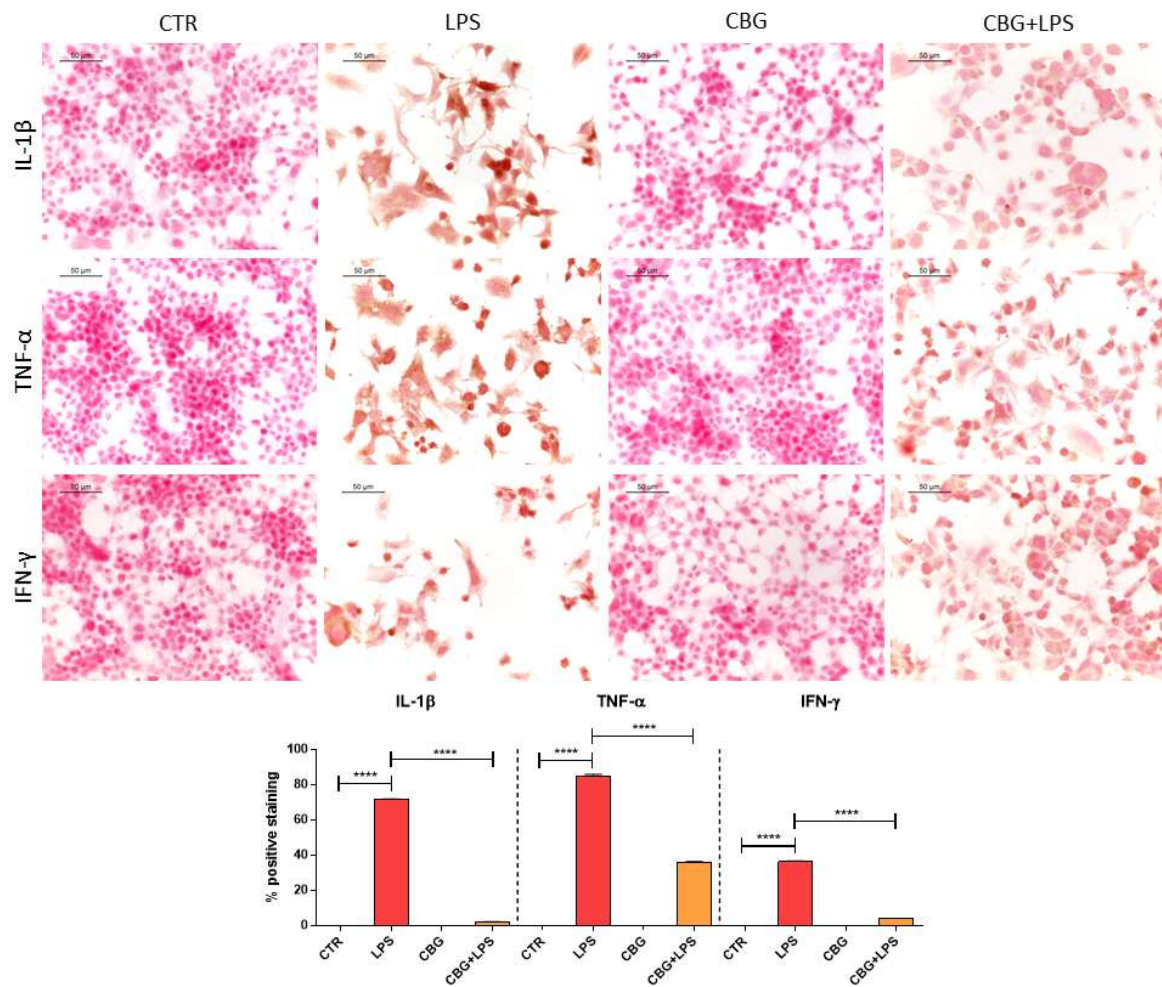 CTR LPS CBG CBG+LPS
IL-1β
50 µm 50 µm 50 µm 50 µm
TNF-α
50 µm 50 µm 50 µm 50 µm
IFN-γ
50 µm 50 µm 50 µm 50 µm
IL-1β TNF-α IFN-γ
% positive staining
100
80
60
40
20
0
**** **** **** **** **** ****
CTR LPS CBG CBG+LPS CTR LPS CBG CBG+LPS CTR LPS CBG CBG+LPS